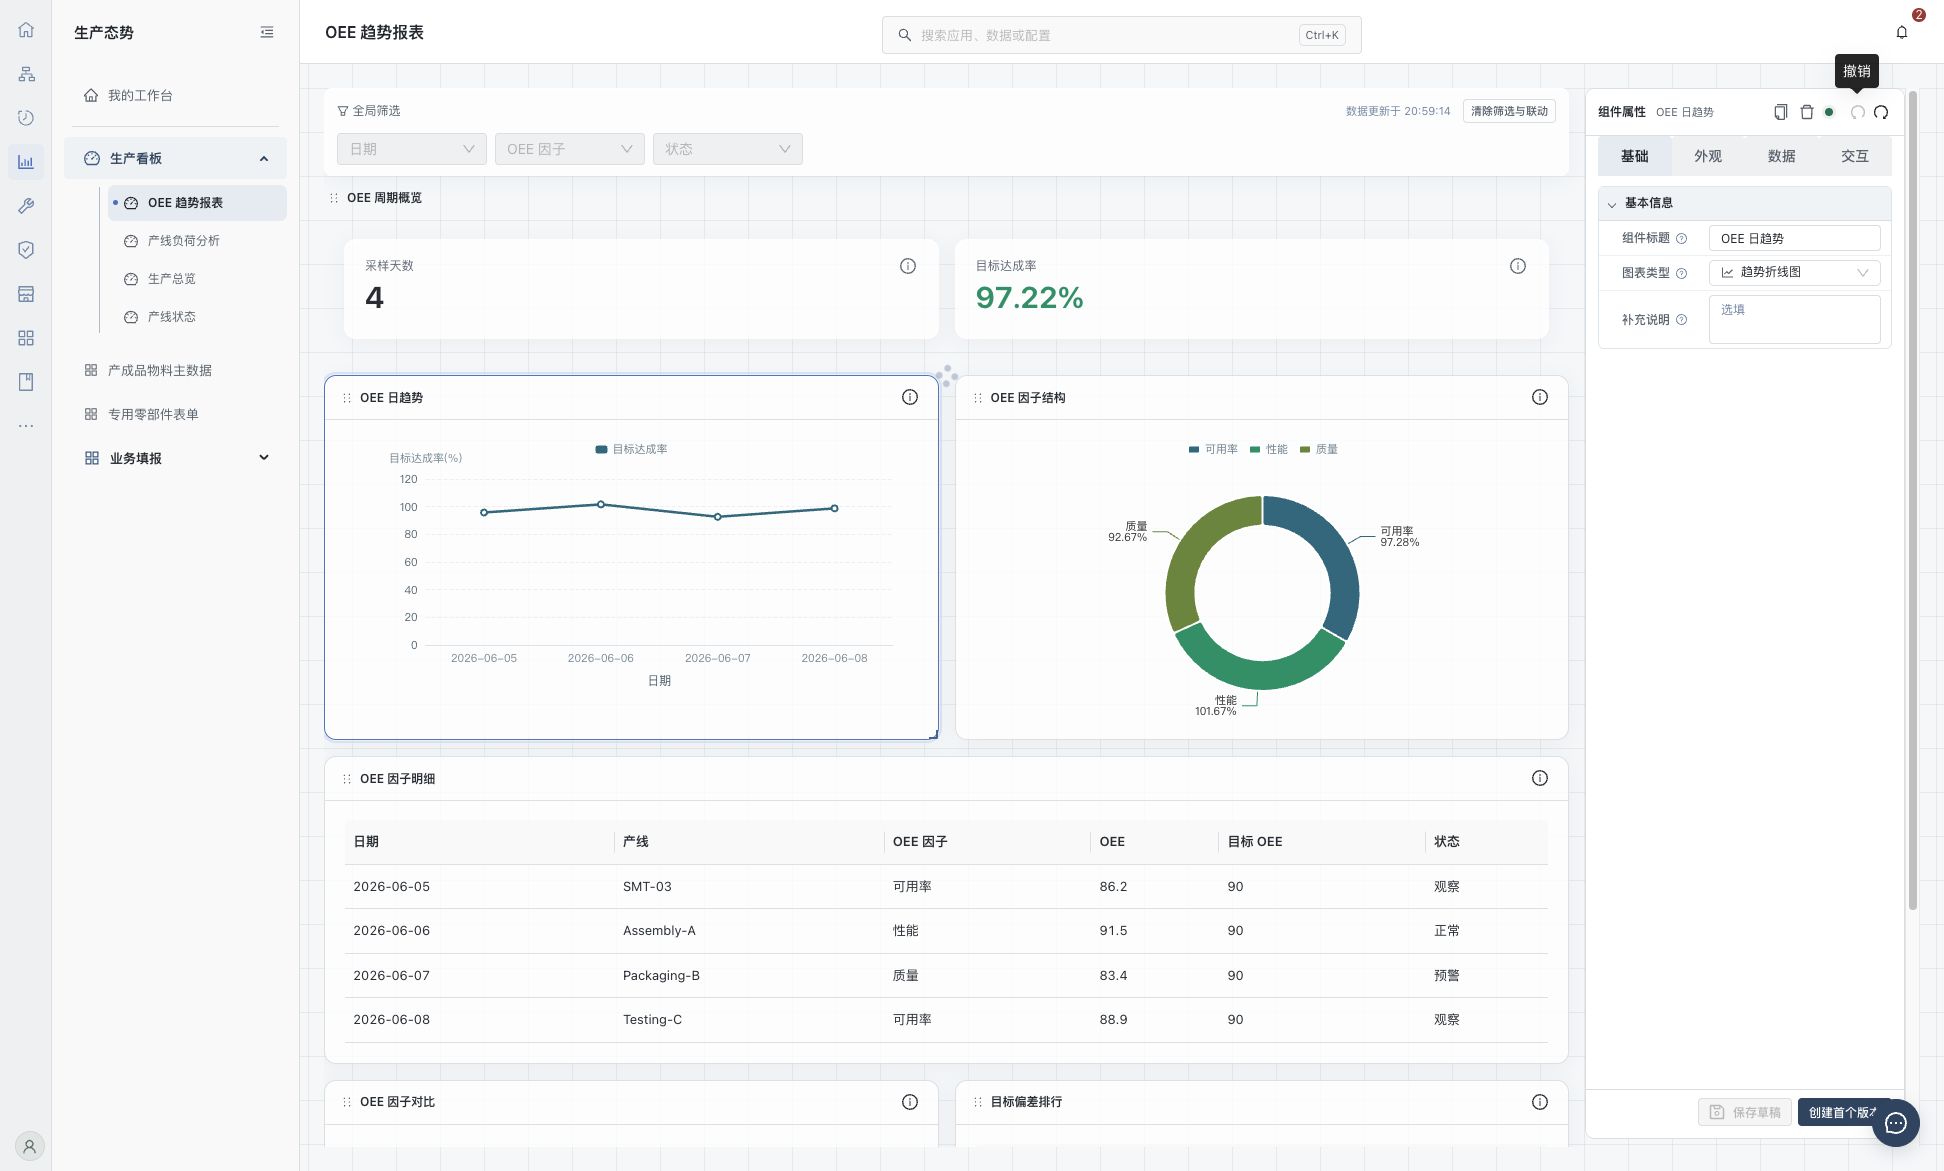 生产态势
OEE 趋势报表
搜索应用、数据或配置
Ctrl+K
2
撤销
我的工作台
生产看板
OEE 趋势报表
产线负荷分析
生产总览
产线状态
产成品物料主数据
专用零部件表单
业务填报
全局筛选
数据更新于 20:59:14
清除筛选与联动
日期
OEE 因子
状态
OEE 周期概览
采样天数
4
目标达成率
97.22%
OEE 日趋势
目标达成率
目标达成率(%)
120
100
80
60
40
20
0
2026-06-05
2026-06-06
2026-06-07
2026-06-08
日期
OEE 因子结构
可用率
性能
质量
质量
92.67%
可用率
97.28%
性能
101.67%
OEE 因子明细
日期 产线 OEE 因子 OEE 目标 OEE 状态
2026-06-05 SMT-03 可用率 86.2 90 观察
2026-06-06 Assembly-A 性能 91.5 90 正常
2026-06-07 Packaging-B 质量 83.4 90 预警
2026-06-08 Testing-C 可用率 88.9 90 观察
OEE 因子对比
目标偏差排行
组件属性 OEE 日趋势
基础
外观
数据
交互
基本信息
组件标题
OEE 日趋势
图表类型
趋势折线图
补充说明
选填
保存草稿
创建首个版